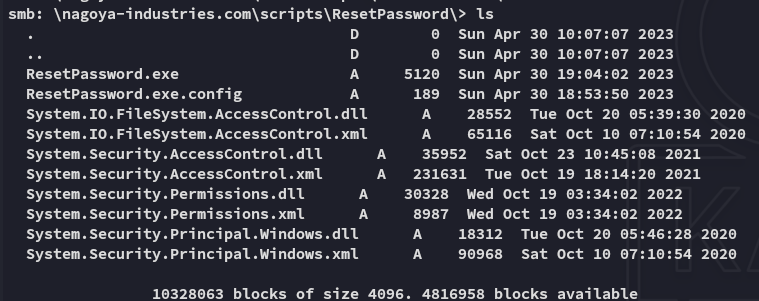 smb: \nagoya-industries.com\scripts\ResetPassword\> ls
. D 0 Sun Apr 30 10:07:07 2023
.. D 0 Sun Apr 30 10:07:07 2023
ResetPassword.exe A 5120 Sun Apr 30 19:04:02 2023
ResetPassword.exe.config A 189 Sun Apr 30 18:53:50 2023
System.IO.FileSystem.AccessControl.dll A 28552 Tue Oct 20 05:39:30 2020
System.IO.FileSystem.AccessControl.xml A 65116 Sat Oct 10 07:10:54 2020
System.Security.AccessControl.dll A 35952 Sat Oct 23 10:45:08 2021
System.Security.AccessControl.xml A 231631 Tue Oct 19 18:14:20 2021
System.Security.Permissions.dll A 30328 Wed Oct 19 03:34:02 2022
System.Security.Permissions.xml A 8987 Wed Oct 19 03:34:02 2022
System.Security.Principal.Windows.dll A 18312 Tue Oct 20 05:46:28 2020
System.Security.Principal.Windows.xml A 90968 Sat Oct 10 07:10:54 2020
10328063 blocks of size 4096. 4816958 blocks available